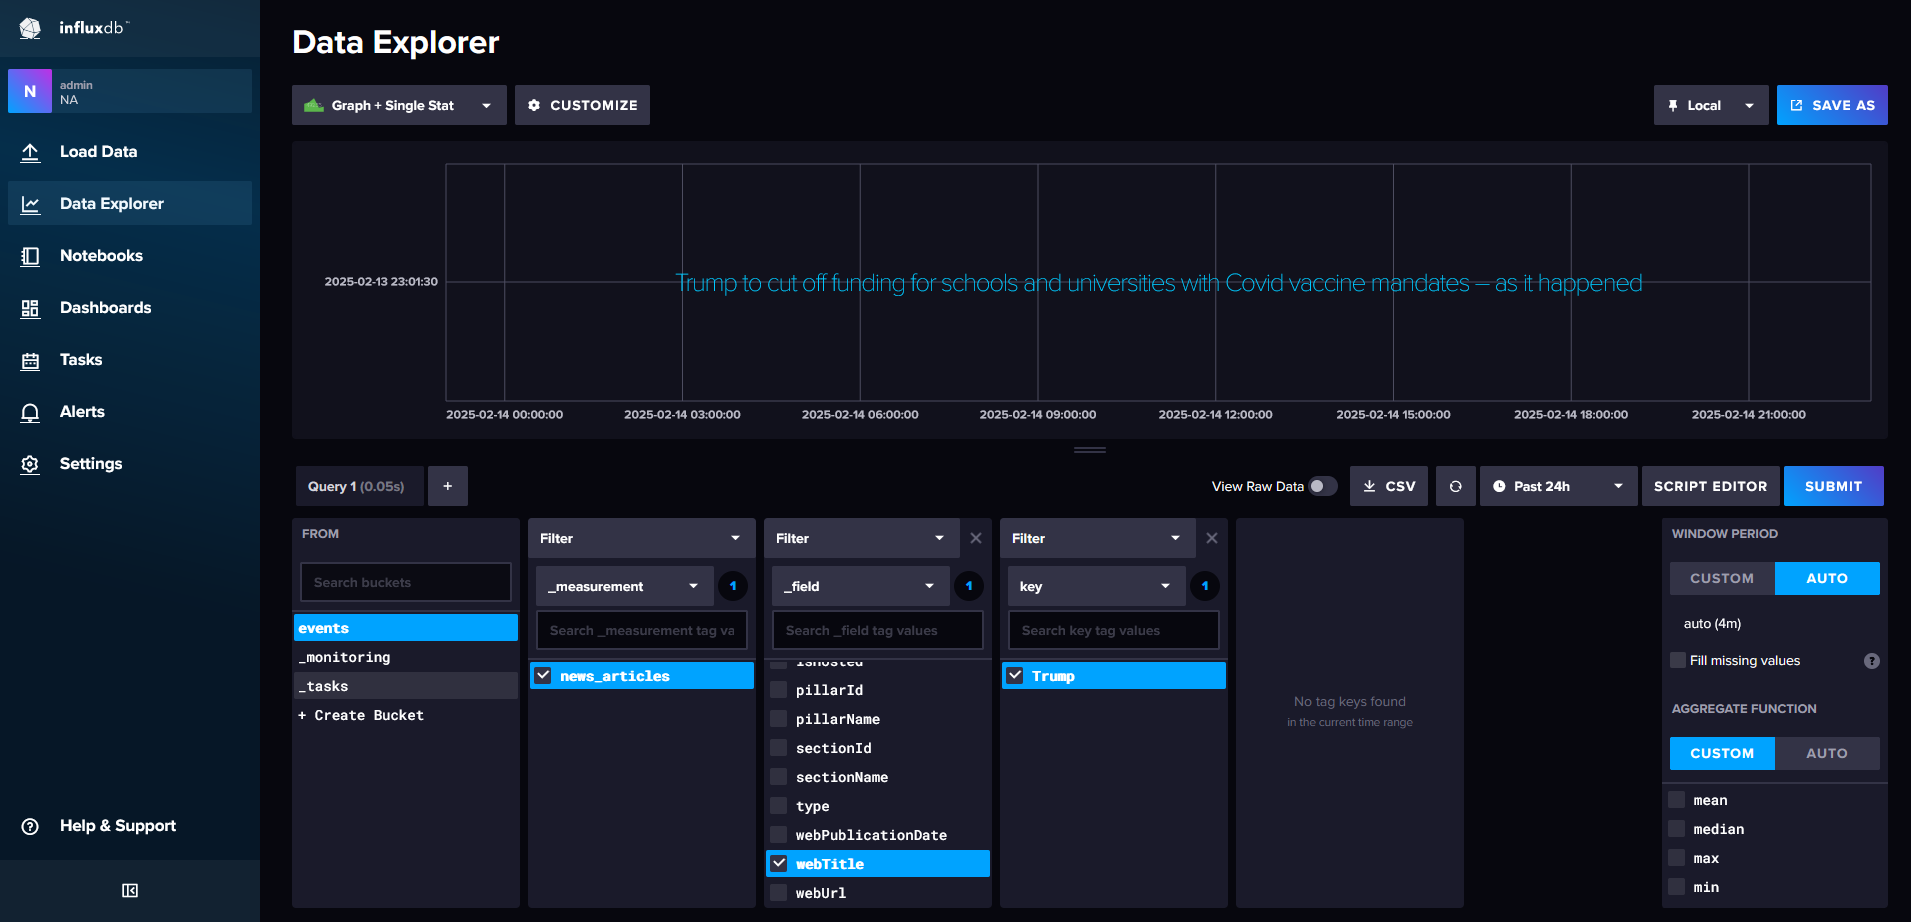 influxdb™
N
admin
NA
Load Data
Data Explorer
Notebooks
Dashboards
Tasks
Alerts
Settings
Help & Support
Data Explorer
Graph + Single Stat
CUSTOMIZE
Local
SAVE AS
2025-02-13 23:01:30
Trump to cut off funding for schools and universities with Covid vaccine mandates – as it happened
2025-02-14 00:00:00
2025-02-14 03:00:00
2025-02-14 06:00:00
2025-02-14 09:00:00
2025-02-14 12:00:00
2025-02-14 15:00:00
2025-02-14 18:00:00
2025-02-14 21:00:00
Query 1 (0.05s)
+
View Raw Data
CSV
Past 24h
SCRIPT EDITOR
SUBMIT
FROM
Search buckets
events
_monitoring
_tasks
+ Create Bucket
Filter
_measurement
1
Search _measurement tag va
news_articles
Filter
_field
1
Search _field tag values
isHosted
pillarId
pillarName
sectionId
sectionName
type
webPublicationDate
webTitle
webUrl
Filter
key
1
Search key tag values
Trump
No tag keys found
in the current time range
WINDOW PERIOD
CUSTOM
AUTO
auto (4m)
Fill missing values
?
AGGREGATE FUNCTION
CUSTOM
AUTO
mean
median
max
min